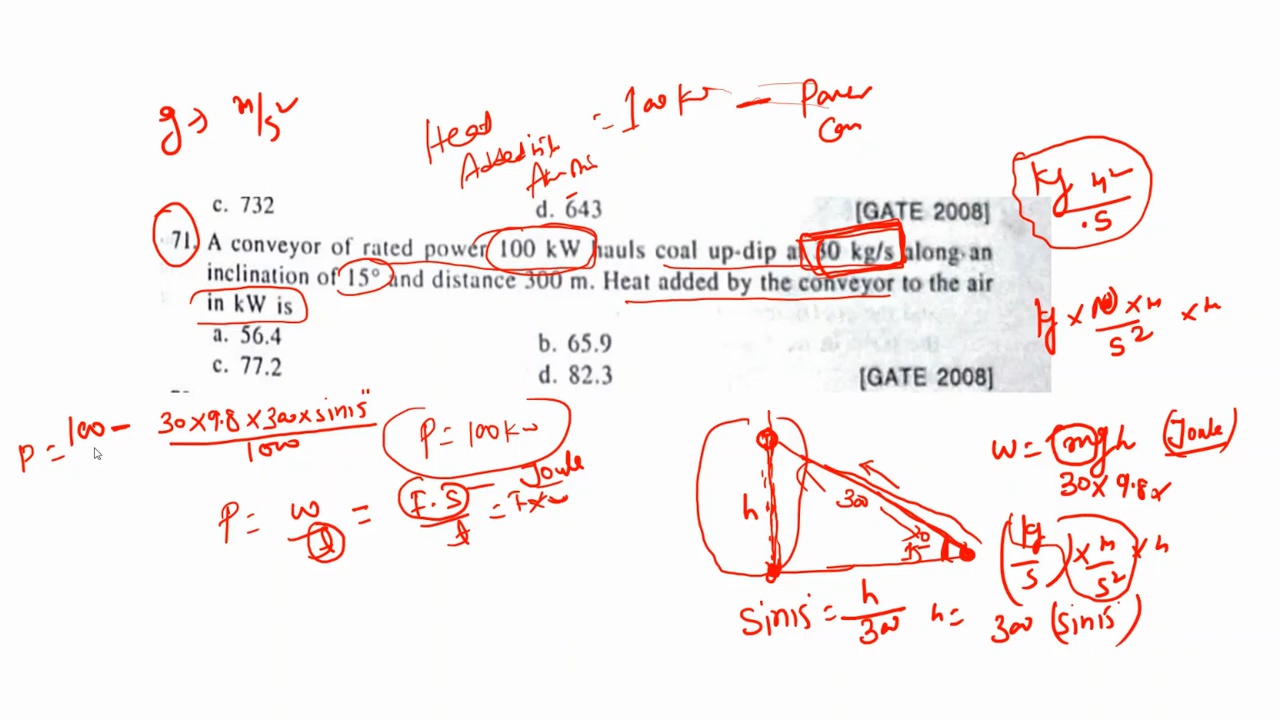 g → m/s²
Head Added in Air = 100 kW — Power Con
c. 732
d. 643
[GATE 2008]
kg m²/.s
71. A conveyor of rated power 100 kW hauls coal up-dip at 30 kg/s along an
inclination of 15° and distance 300 m. Heat added by the conveyor to the air
in kW is
a. 56.4
b. 65.9
c. 77.2
d. 82.3
[GATE 2008]
kg × m/s² × m
P = 100 − 30×9.8×300×sin15°/1000
P = 100 kW
P = W/t = F.S/t = F×v
Joule
h
300
15
W = mgh (Joule)
30×9.8×
(kg/s) × m/s² × m
Sin15 = h/300 h = 300 (sin15)